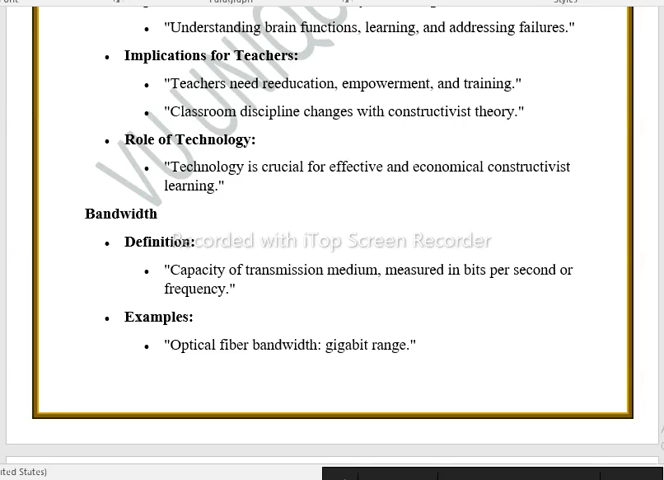 "Understanding brain functions, learning, and addressing failures."
Implications for Teachers:
"Teachers need reeducation, empowerment, and training."
"Classroom discipline changes with constructivist theory."
Role of Technology:
"Technology is crucial for effective and economical constructivist
learning."
Bandwidth
Definition:
Recorded with iTop Screen Recorder
"Capacity of transmission medium, measured in bits per second or
frequency."
Examples:
"Optical fiber bandwidth: gigabit range."
VU UNIQU